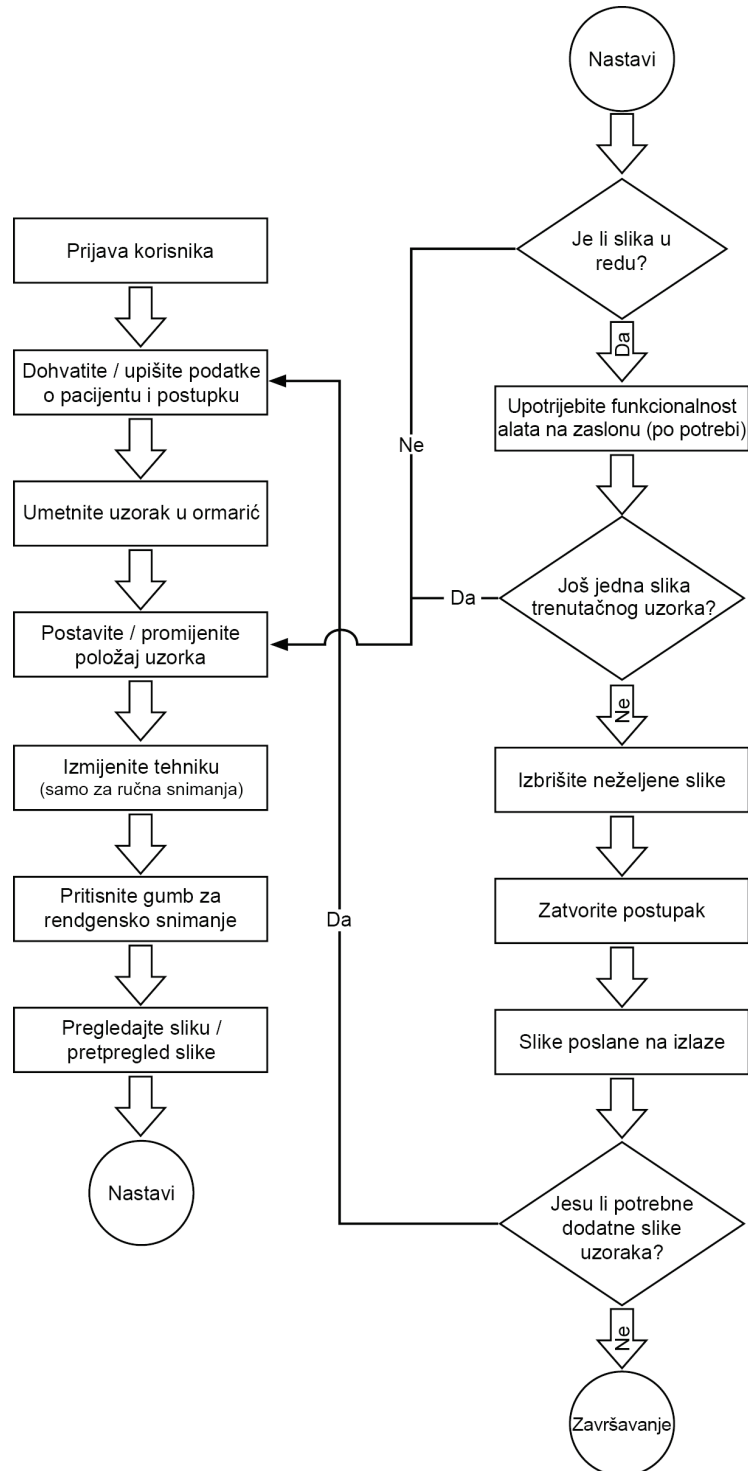 Prijava korisnika
Dohvatite / upišite podatke
o pacijentu i postupku
Umetnite uzorak u ormarić
Postavite / promijenite
položaj uzorka
Izmijenite tehniku
(samo za ručna snimanja)
Pritisnite gumb za
rendgensko snimanje
Pregledajte sliku /
pretpregled slike
Nastavi
Nastavi
Je li slika u
redu?
Ne
Da
Upotrijebite funkcionalnost
alata na zaslonu (po potrebi)
Još jedna slika
trenutačnog uzorka?
Da
Ne
Izbrišite neželjene slike
Zatvorite postupak
Slike poslane na izlaze
Jesu li potrebne
dodatne slike
uzoraka?
Da
Ne
Završavanje